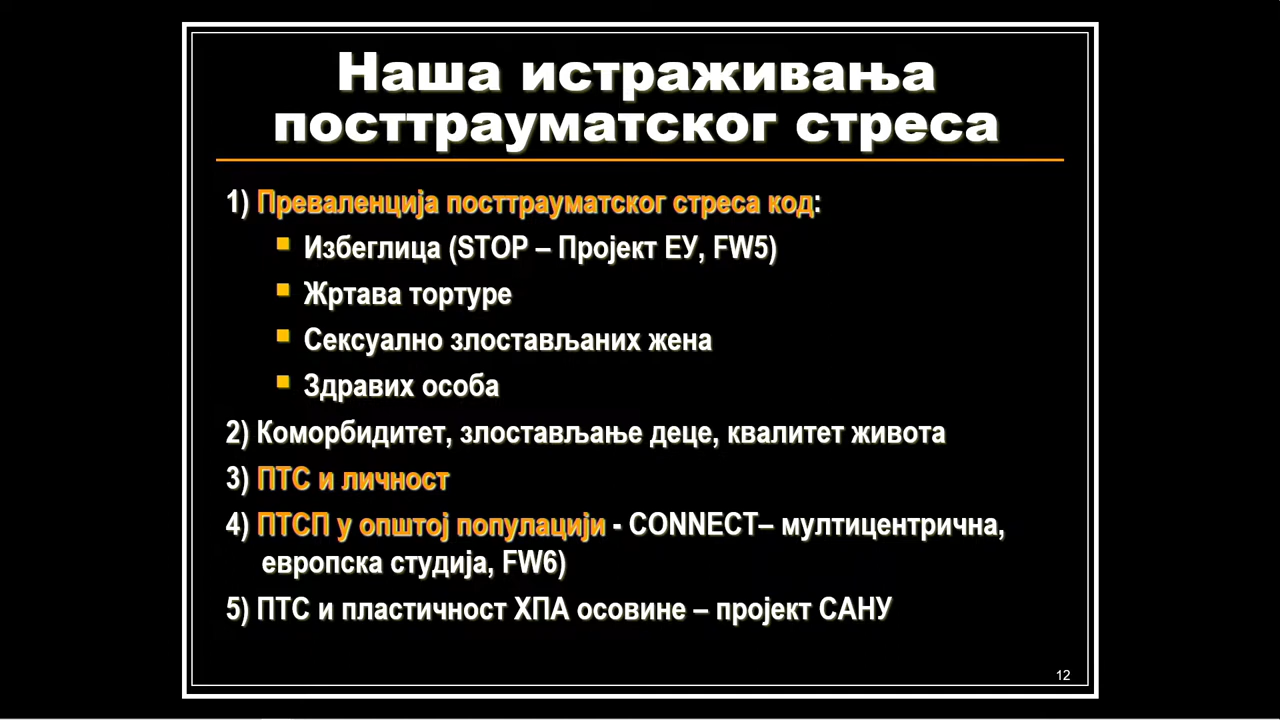 Наша истраживања
посттрауматског стреса
1) Преваленција посттрауматског стреса код:
Избеглица (STOP – Пројект ЕУ, FW5)
Жртава тортуре
Сексуално злостављаних жена
Здравих особа
2) Коморбидитет, злостављање деце, квалитет живота
3) ПТС и личност
4) ПТСП у општој популацији - CONNECT– мултицентрична,
европска студија, FW6)
5) ПТС и пластичност ХПА осовине – пројект САНУ
12